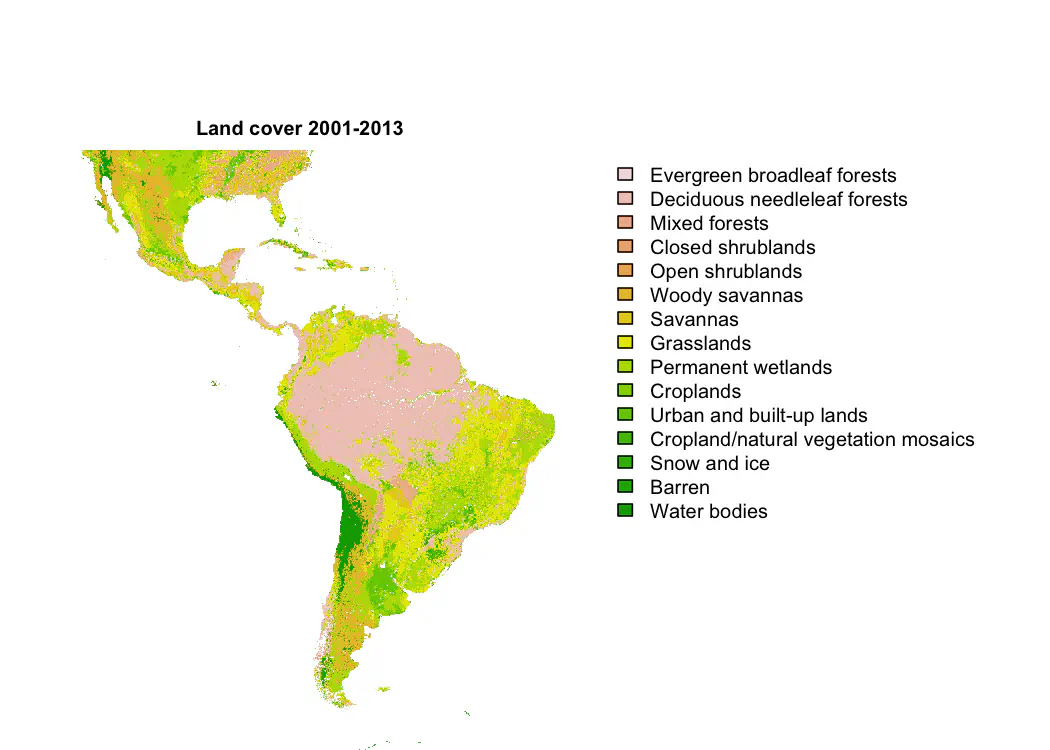 Land cover 2001-2013
Evergreen broadleaf forests
Deciduous needleleaf forests
Mixed forests
Closed shrublands
Open shrublands
Woody savannas
Savannas
Grasslands
Permanent wetlands
Croplands
Urban and built-up lands
Cropland/natural vegetation mosaics
Snow and ice
Barren
Water bodies